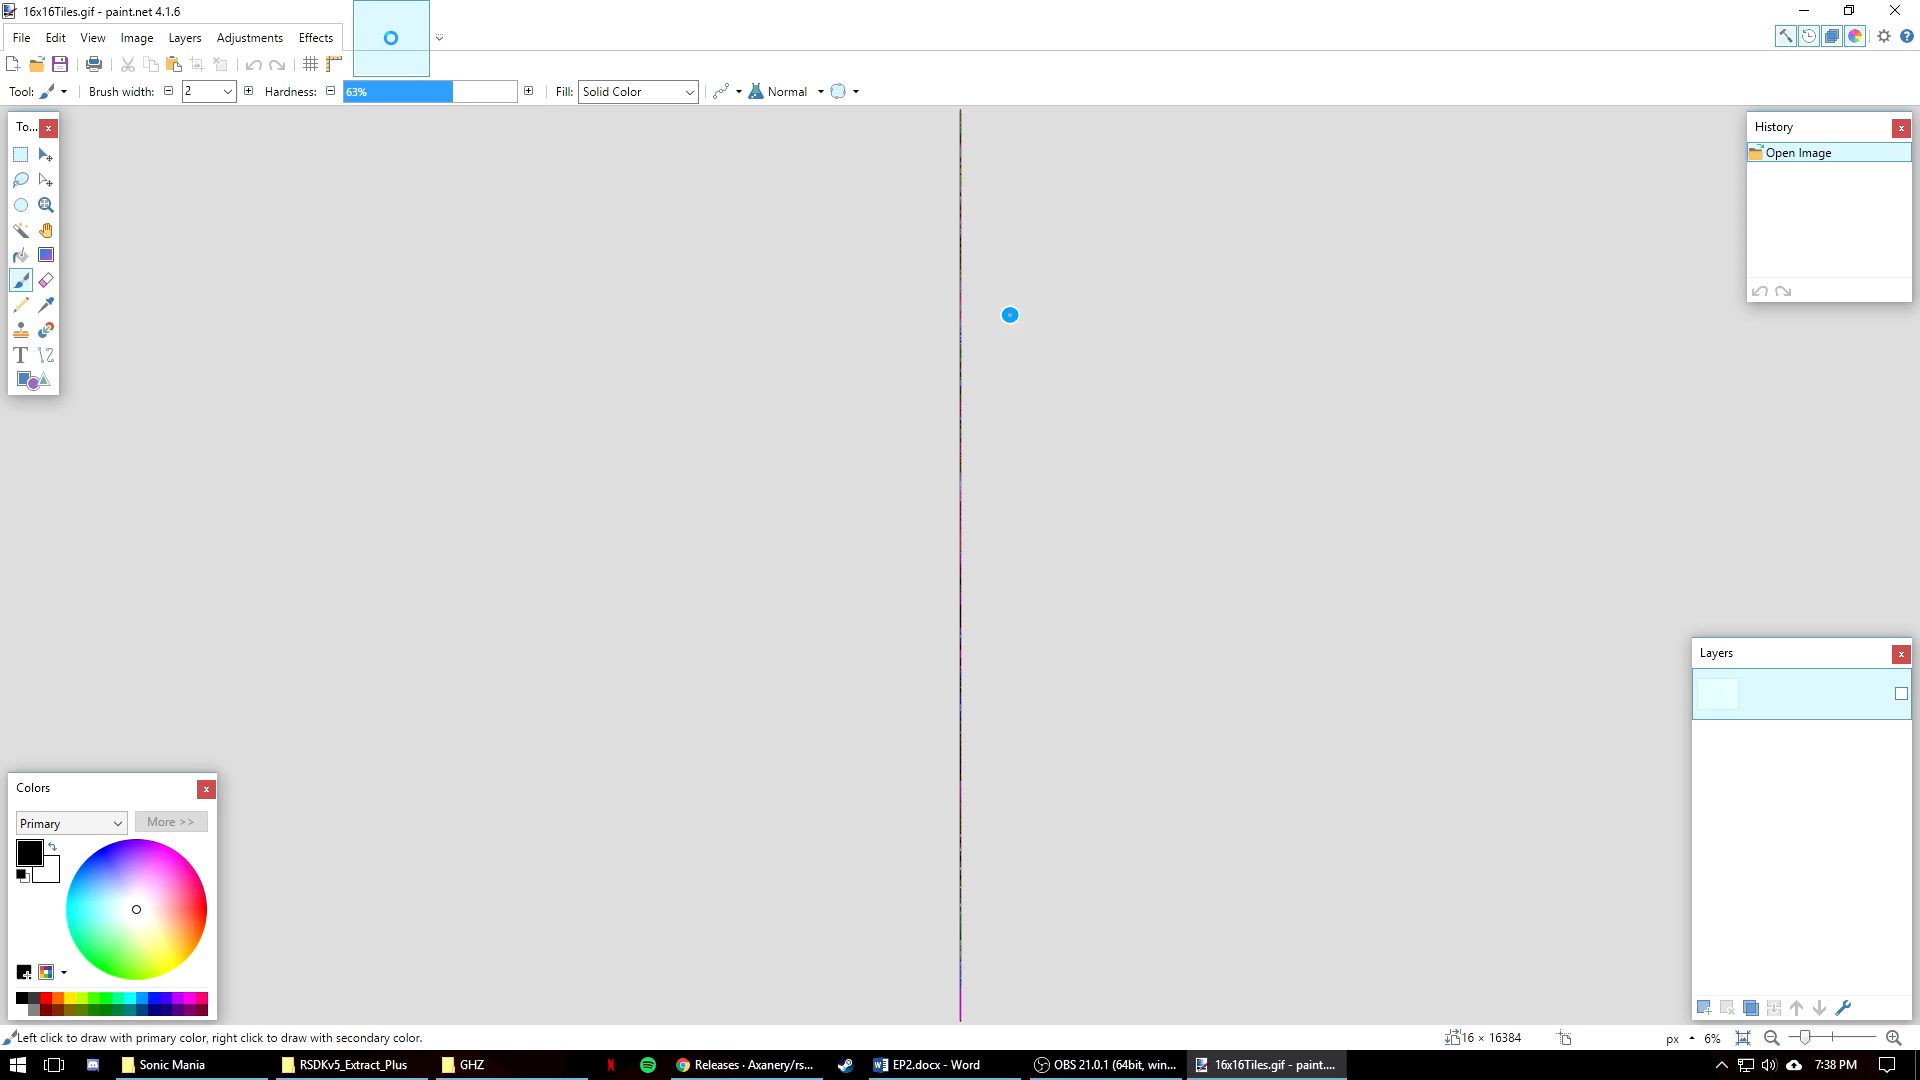 16x16Tiles.gif - paint.net 4.1.6
File Edit View Image Layers Adjustments Effects
Tool: Brush width: 2 Hardness: 63% Fill: Solid Color Normal
To...
History
Open Image
Layers
Colors
Primary More >>
Left click to draw with primary color, right click to draw with secondary color.
16 × 16384
px 6%
Sonic Mania
RSDKv5_Extract_Plus
GHZ
Releases · Axanery/rs...
EP2.docx - Word
OBS 21.0.1 (64bit, win...
16x16Tiles.gif - paint....
7:38 PM